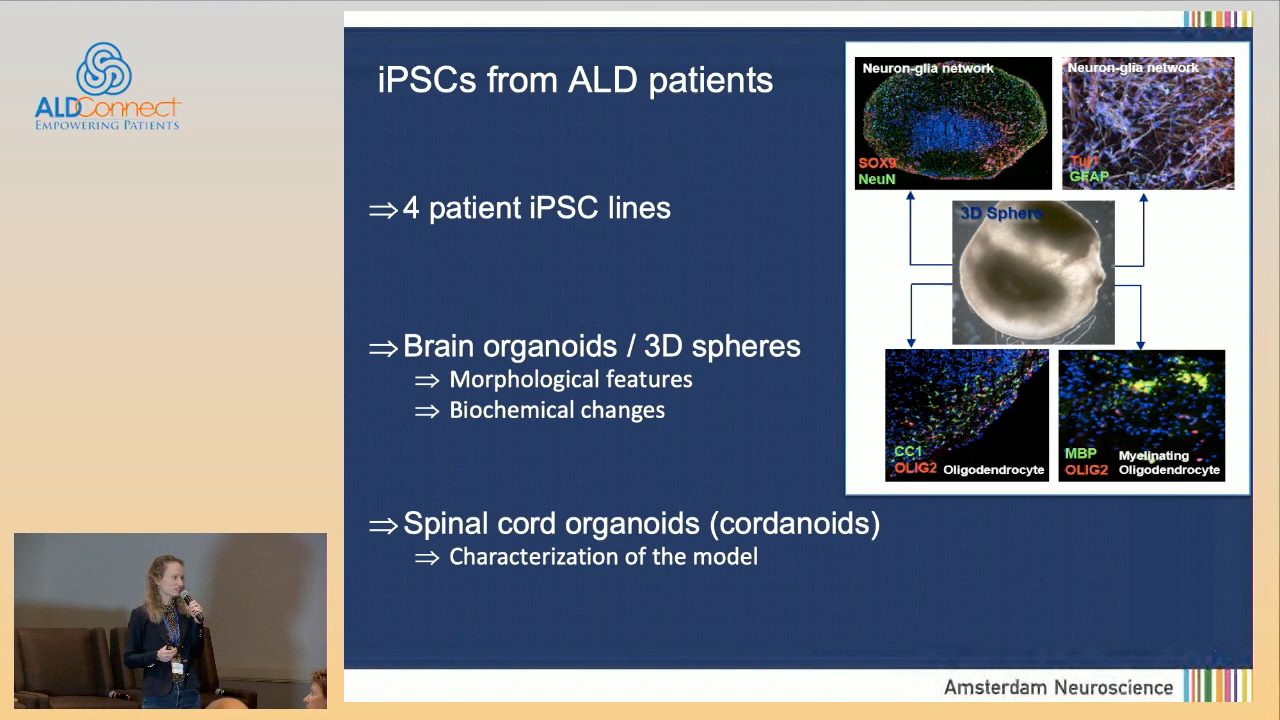 ALDConnect
EMPOWERING PATIENTS
iPSCs from ALD patients
⇒ 4 patient iPSC lines
⇒ Brain organoids / 3D spheres
⇒ Morphological features
⇒ Biochemical changes
⇒ Spinal cord organoids (cordanoids)
⇒ Characterization of the model
Neuron-glia network
SOX9
NeuN
Neuron-glia network
Tuj1
GFAP
3D Sphere
CC1
OLIG2 Oligodendrocyte
MBP Myelinating
OLIG2 Oligodendrocyte
Amsterdam Neuroscience